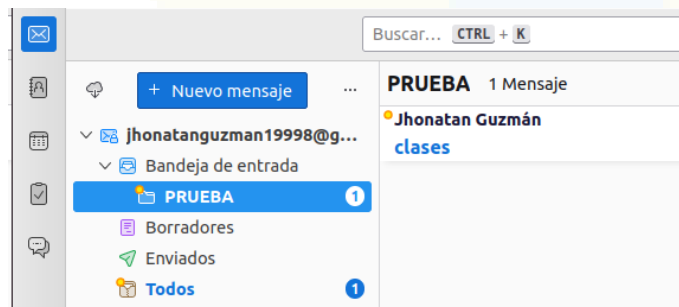 Buscar... CTRL + K
+ Nuevo mensaje ...
PRUEBA 1 Mensaje
jhonatanguzman19998@g...
Jhonatan Guzmán
clases
Bandeja de entrada
PRUEBA 1
Borradores
Enviados
Todos 1